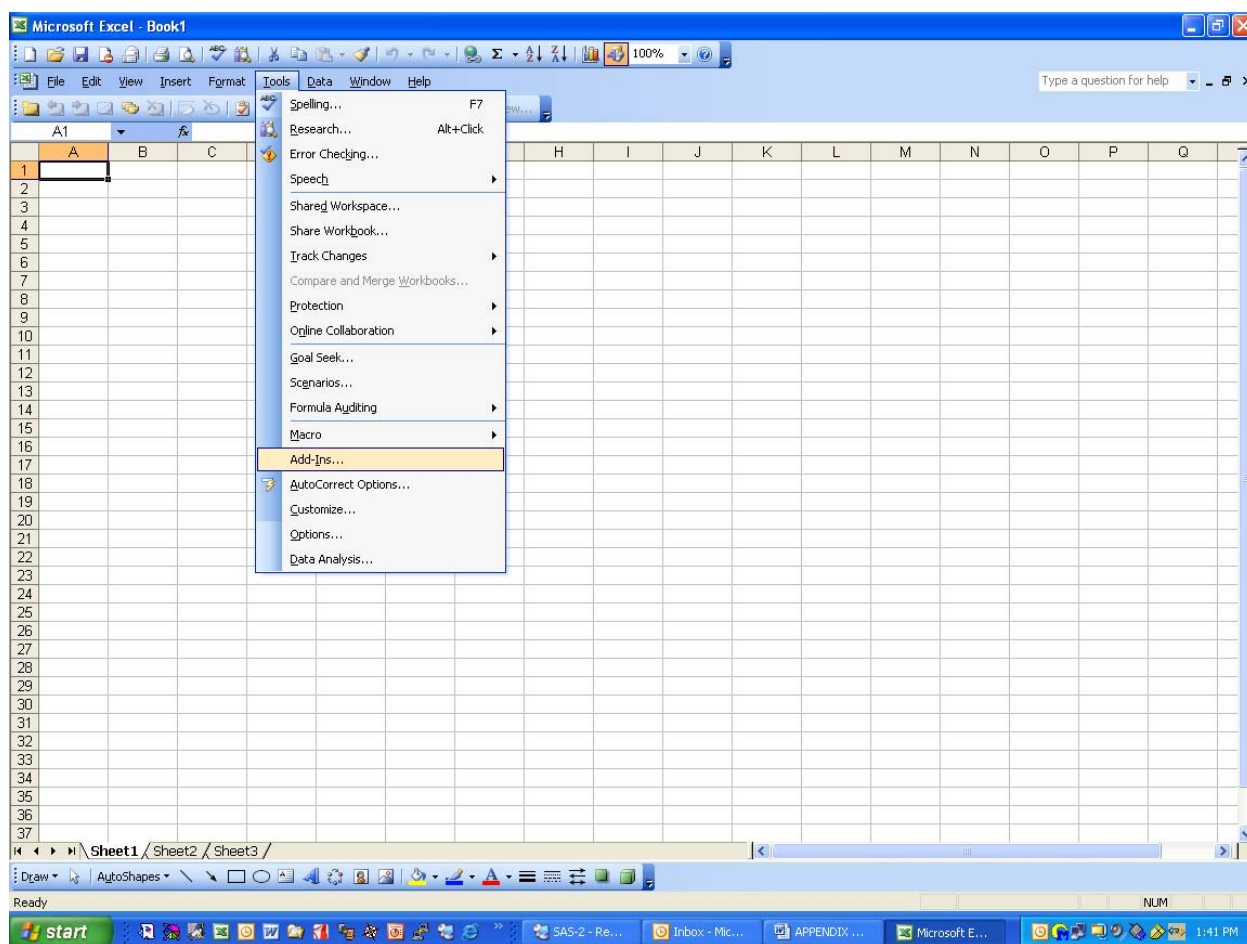 Microsoft Excel - Book1
100%
File Edit View Insert Format Tools Data Window Help Type a question for help
A1 fx
A B C H I J K L M N O P Q
Spelling... F7
Research... Alt+Click
Error Checking...
Speech
Shared Workspace...
Share Workbook...
Track Changes
Compare and Merge Workbooks...
Protection
Online Collaboration
Goal Seek...
Scenarios...
Formula Auditing
Macro
Add-Ins...
AutoCorrect Options...
Customize...
Options...
Data Analysis...
1
2
3
4
5
6
7
8
9
10
11
12
13
14
15
16
17
18
19
20
21
22
23
24
25
26
27
28
29
30
31
32
33
34
35
36
37
Sheet1 / Sheet2 / Sheet3
Draw AutoShapes
Ready NUM
start SAS-2 - Re... Inbox - Mic... APPENDIX ... Microsoft E... 1:41 PM